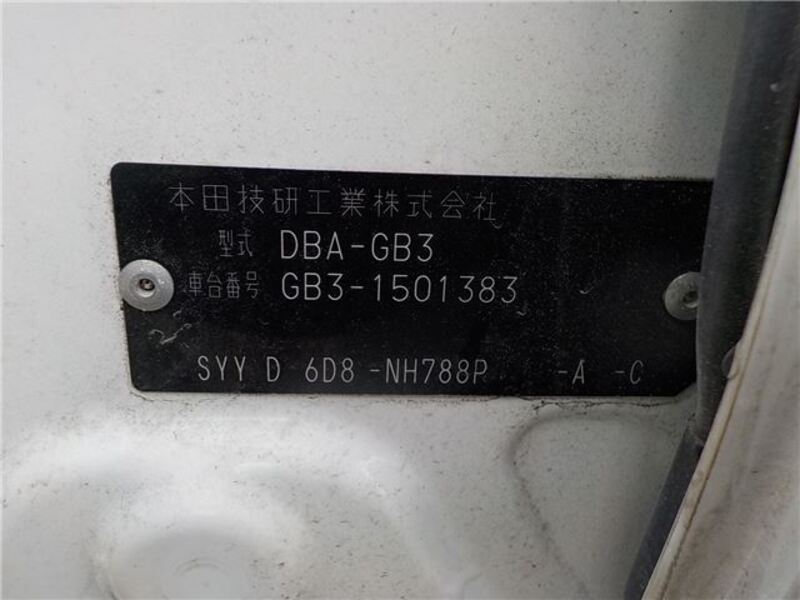 本田技研工業株式会社
型式 DBA-GB3
車台番号 GB3-1501383
SYY D 6D8 -NH788P -A -C